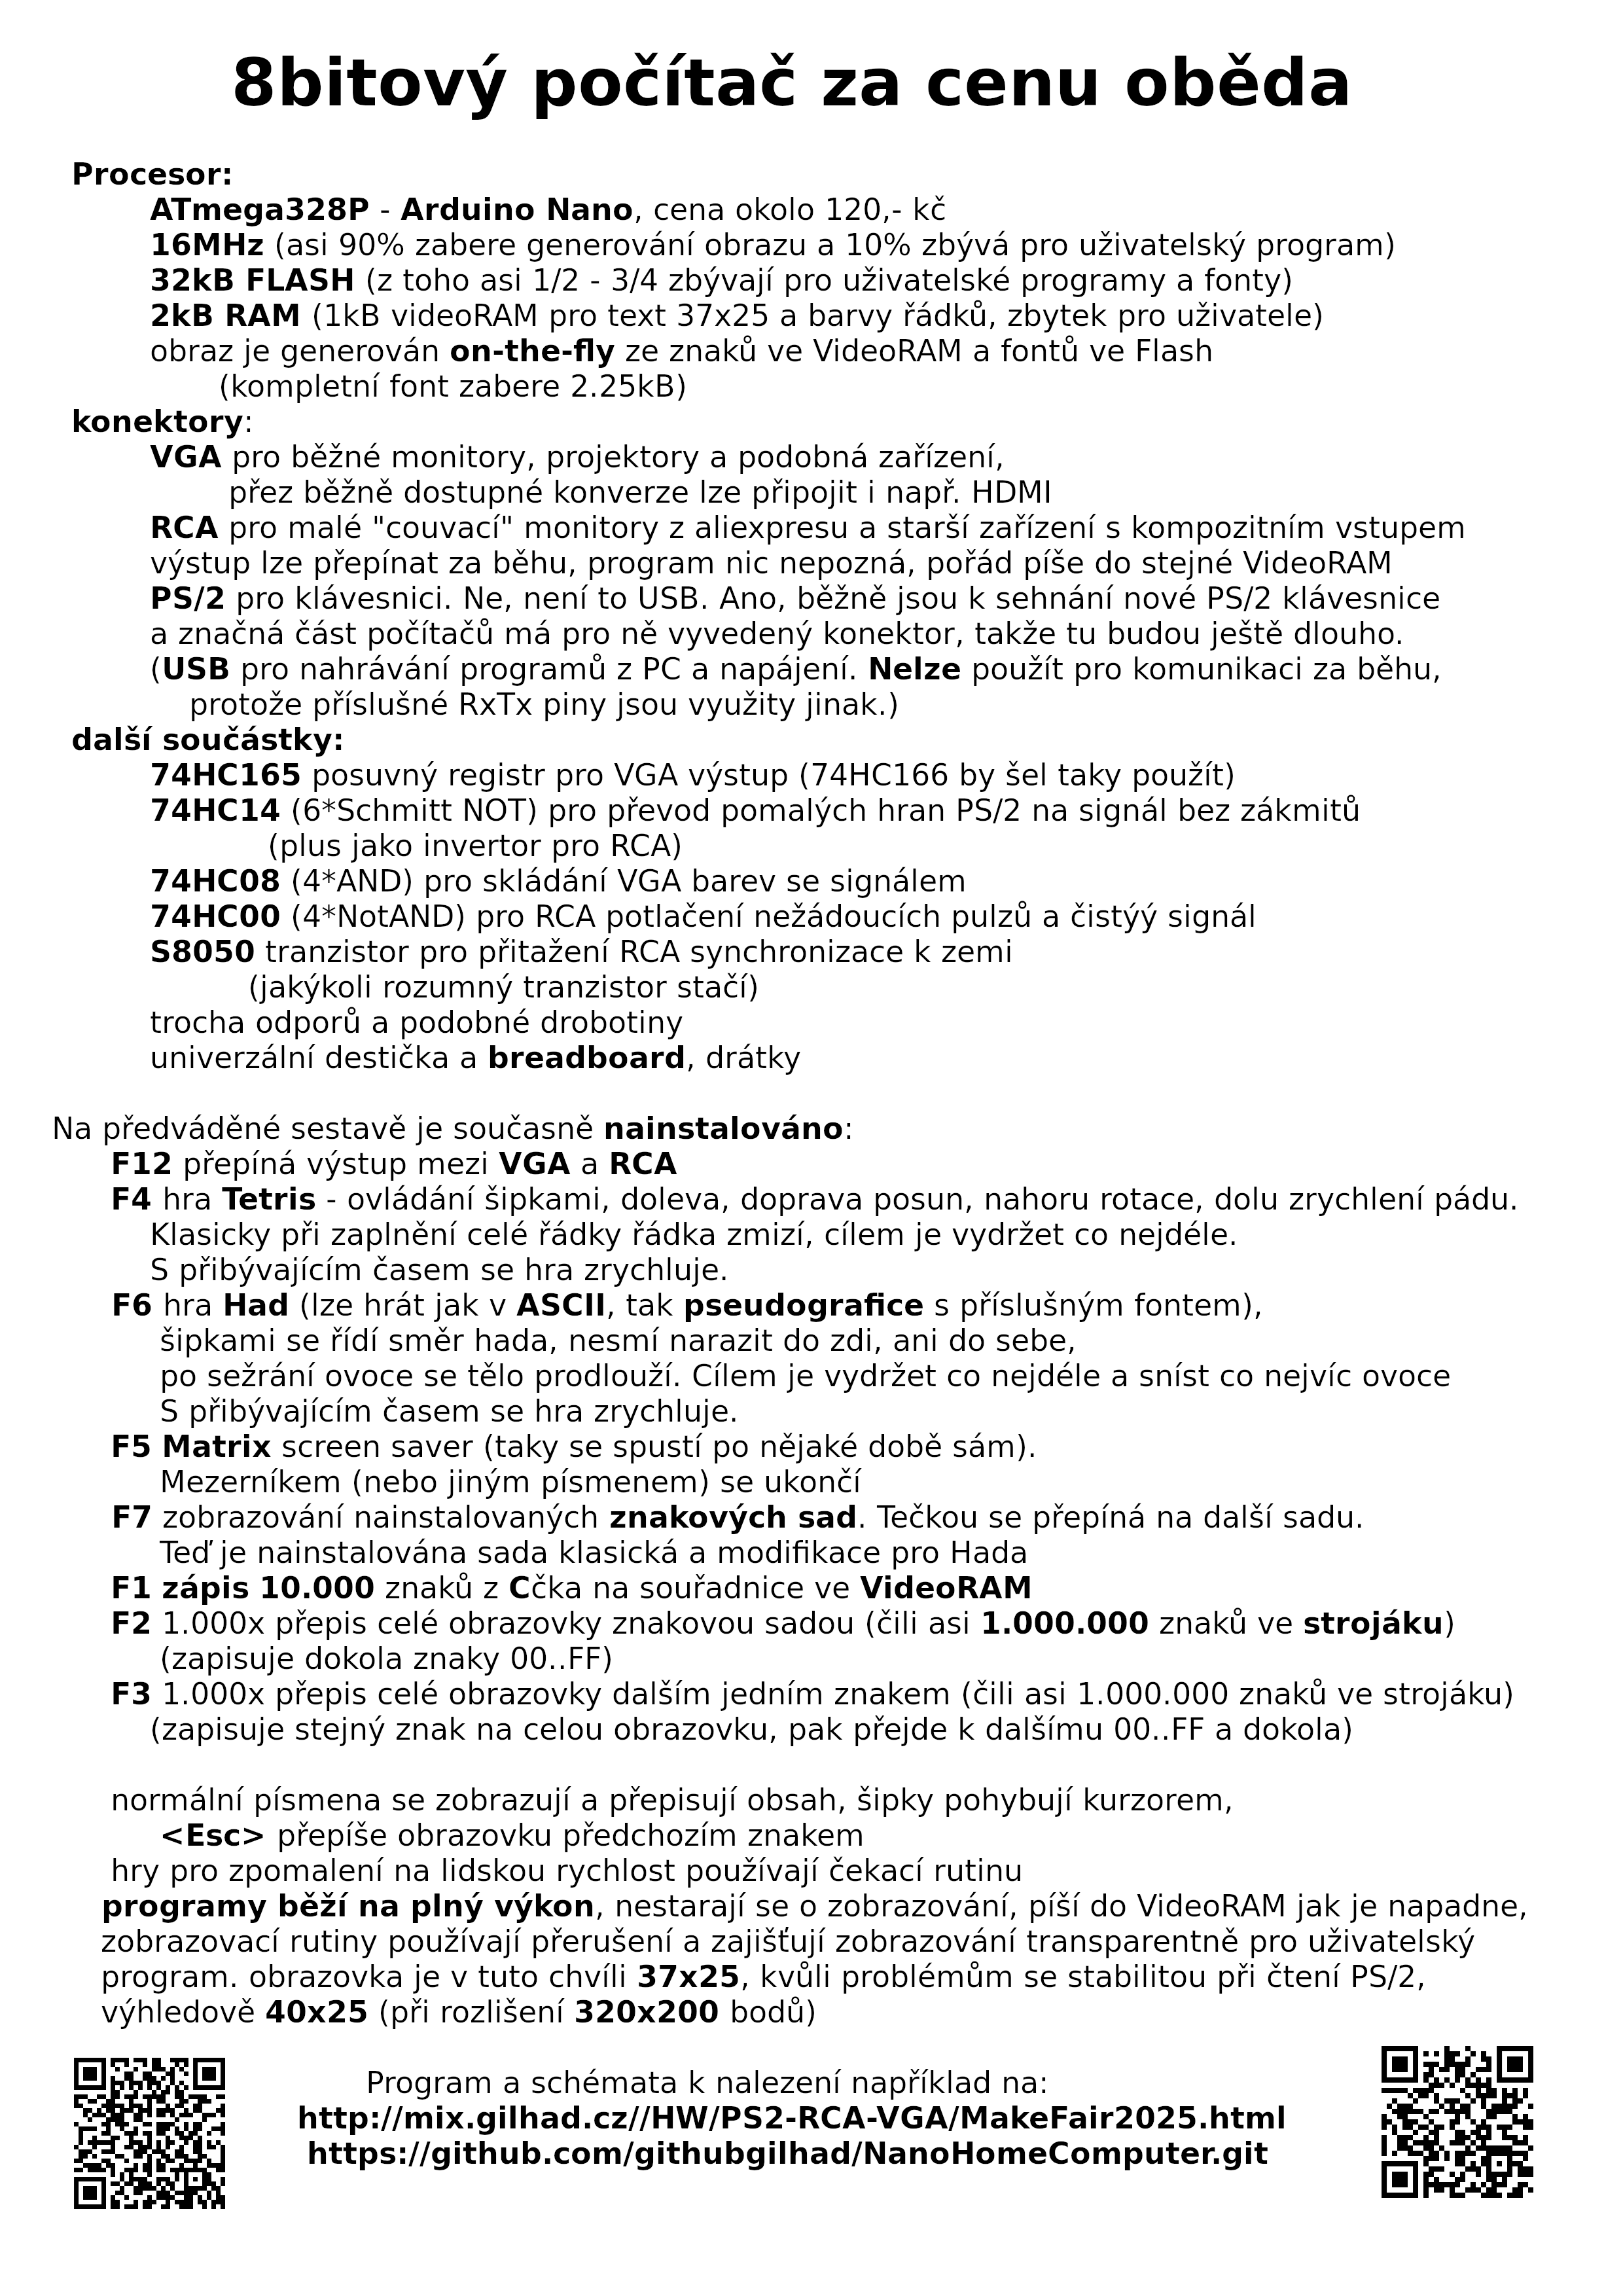 8bitový počítač za cenu oběda
Procesor:
ATmega328P - Arduino Nano, cena okolo 120,- kč
16MHz (asi 90% zabere generování obrazu a 10% zbývá pro uživatelský program)
32kB FLASH (z toho asi 1/2 - 3/4 zbývají pro uživatelské programy a fonty)
2kB RAM (1kB videoRAM pro text 37x25 a barvy řádků, zbytek pro uživatele)
obraz je generován on-the-fly ze znaků ve VideoRAM a fontů ve Flash
(kompletní font zabere 2.25kB)
konektory:
VGA pro běžné monitory, projektory a podobná zařízení,
přez běžně dostupné konverze lze připojit i např. HDMI
RCA pro malé "couvací" monitory z aliexpresu a starší zařízení s kompozitním vstupem
výstup lze přepínat za běhu, program nic nepozná, pořád píše do stejné VideoRAM
PS/2 pro klávesnici. Ne, není to USB. Ano, běžně jsou k sehnání nové PS/2 klávesnice
a značná část počítačů má pro ně vyvedený konektor, takže tu budou ještě dlouho.
(USB pro nahrávání programů z PC a napájení. Nelze použít pro komunikaci za běhu,
protože příslušné RxTx piny jsou využity jinak.)
další součástky:
74HC165 posuvný registr pro VGA výstup (74HC166 by šel taky použít)
74HC14 (6*Schmitt NOT) pro převod pomalých hran PS/2 na signál bez zákmitů
(plus jako invertor pro RCA)
74HC08 (4*AND) pro skládání VGA barev se signálem
74HC00 (4*NotAND) pro RCA potlačení nežádoucích pulzů a čistýý signál
S8050 tranzistor pro přitažení RCA synchronizace k zemi
(jakýkoli rozumný tranzistor stačí)
trocha odporů a podobné drobotiny
univerzální destička a breadboard, drátky
Na předváděné sestavě je současně nainstalováno:
F12 přepíná výstup mezi VGA a RCA
F4 hra Tetris - ovládání šipkami, doleva, doprava posun, nahoru rotace, dolu zrychlení pádu.
Klasicky při zaplnění celé řádky řádka zmizí, cílem je vydržet co nejdéle.
S přibývajícím časem se hra zrychluje.
F6 hra Had (lze hrát jak v ASCII, tak pseudografice s příslušným fontem),
šipkami se řídí směr hada, nesmí narazit do zdi, ani do sebe,
po sežrání ovoce se tělo prodlouží. Cílem je vydržet co nejdéle a sníst co nejvíc ovoce
S přibývajícím časem se hra zrychluje.
F5 Matrix screen saver (taky se spustí po nějaké době sám).
Mezerníkem (nebo jiným písmenem) se ukončí
F7 zobrazování nainstalovaných znakových sad. Tečkou se přepíná na další sadu.
Teď je nainstalována sada klasická a modifikace pro Hada
F1 zápis 10.000 znaků z Cčka na souřadnice ve VideoRAM
F2 1.000x přepis celé obrazovky znakovou sadou (čili asi 1.000.000 znaků ve strojáku)
(zapisuje dokola znaky 00..FF)
F3 1.000x přepis celé obrazovky dalším jedním znakem (čili asi 1.000.000 znaků ve strojáku)
(zapisuje stejný znak na celou obrazovku, pak přejde k dalšímu 00..FF a dokola)
normální písmena se zobrazují a přepisují obsah, šipky pohybují kurzorem,
<Esc> přepíše obrazovku předchozím znakem
hry pro zpomalení na lidskou rychlost používají čekací rutinu
programy běží na plný výkon, nestarají se o zobrazování, píší do VideoRAM jak je napadne,
zobrazovací rutiny používají přerušení a zajišťují zobrazování transparentně pro uživatelský
program. obrazovka je v tuto chvíli 37x25, kvůli problémům se stabilitou při čtení PS/2,
výhledově 40x25 (při rozlišení 320x200 bodů)
Program a schémata k nalezení například na:
http://mix.gilhad.cz//HW/PS2-RCA-VGA/MakeFair2025.html
https://github.com/githubgilhad/NanoHomeComputer.git